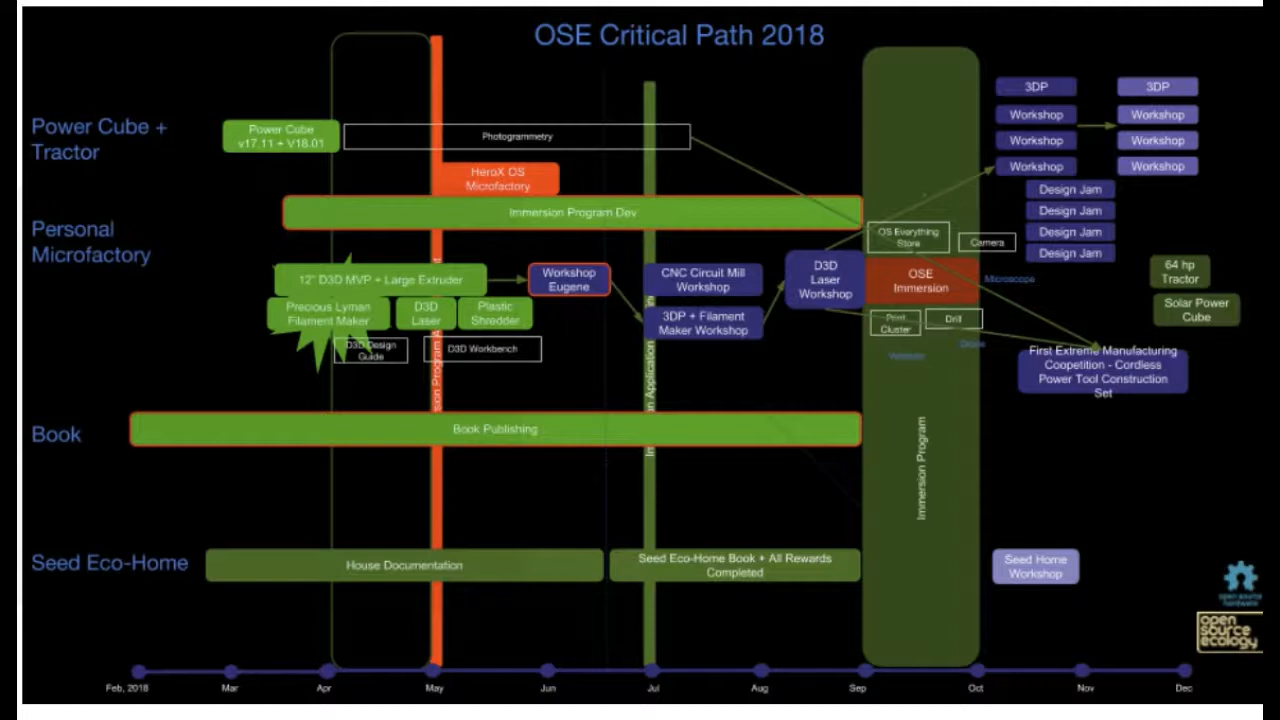 OSE Critical Path 2018
Power Cube +
Tractor
Power Cube
v17.11 + V18.01
Photogrammetry
HeroX OS
Microfactory
3DP
Workshop
Workshop
Workshop
3DP
Workshop
Workshop
Workshop
Design Jam
Design Jam
Design Jam
Design Jam
Personal
Microfactory
Immersion Program Dev
OS Everything
Store
Camera
12" D3D MVP + Large Extruder
Workshop
Eugene
CNC Circuit Mill
Workshop
D3D
Laser
Workshop
OSE
Immersion
Microscope
64 hp
Tractor
Precious Lyman
Filament Maker
D3D
Laser
Plastic
Shredder
3DP + Filament
Maker Workshop
Print
Cluster
Drill
Solar Power
Cube
D3D Design
Guide
D3D Workbench
First Extreme Manufacturing
Coopetition - Cordless
Power Tool Construction
Set
Book
Book Publishing
Immersion Program
Seed Eco-Home
House Documentation
Seed Eco-Home Book + All Rewards
Completed
Seed Home
Workshop
open source
hardware
open
source
ecology
Feb, 2018
Mar
Apr
May
Jun
Jul
Aug
Sep
Oct
Nov
Dec